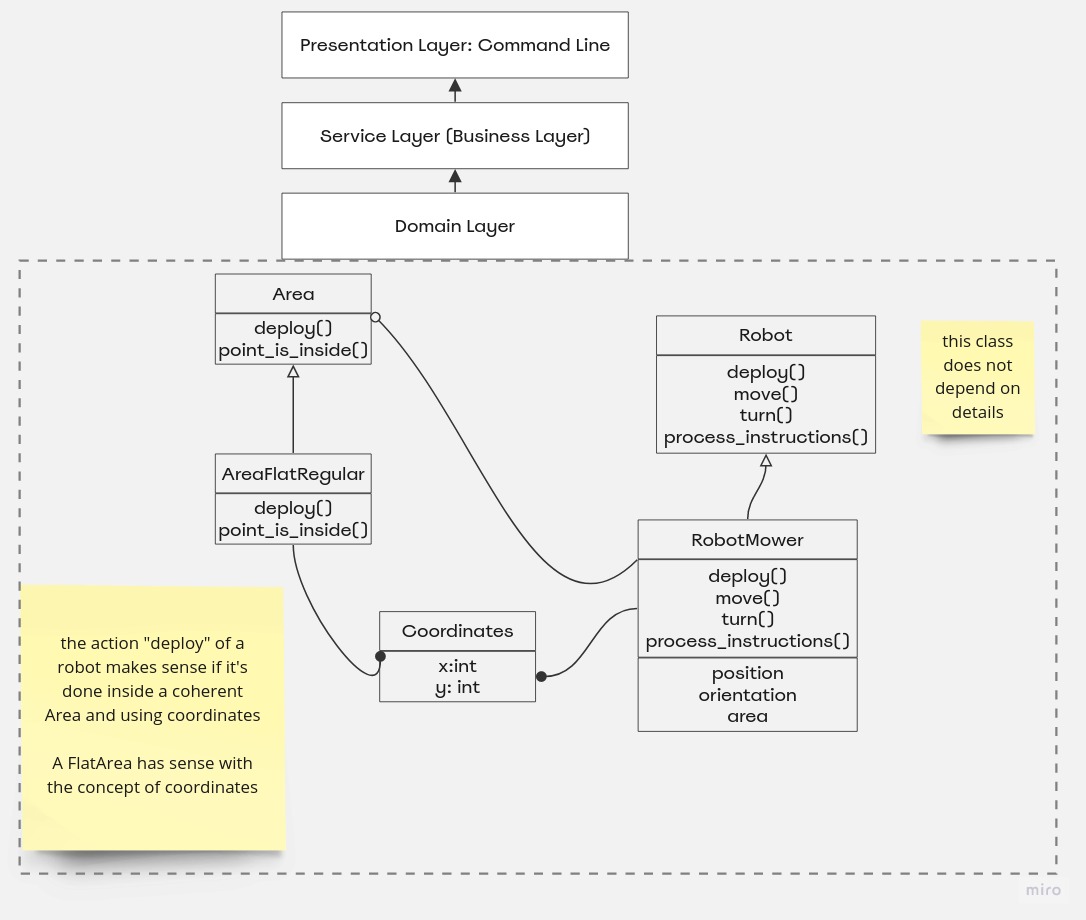 Presentation Layer: Command Line
Service Layer (Business Layer)
Domain Layer
Area
deploy()
point_is_inside()
Robot
deploy()
move()
turn()
process_instructions()
this class
does not
depend on
details
AreaFlatRegular
deploy()
point_is_inside()
RobotMower
deploy()
move()
turn()
process_instructions()
position
orientation
area
Coordinates
x:int
y: int
the action "deploy" of a
robot makes sense if it's
done inside a coherent
Area and using coordinates
A FlatArea has sense with
the concept of coordinates
miro